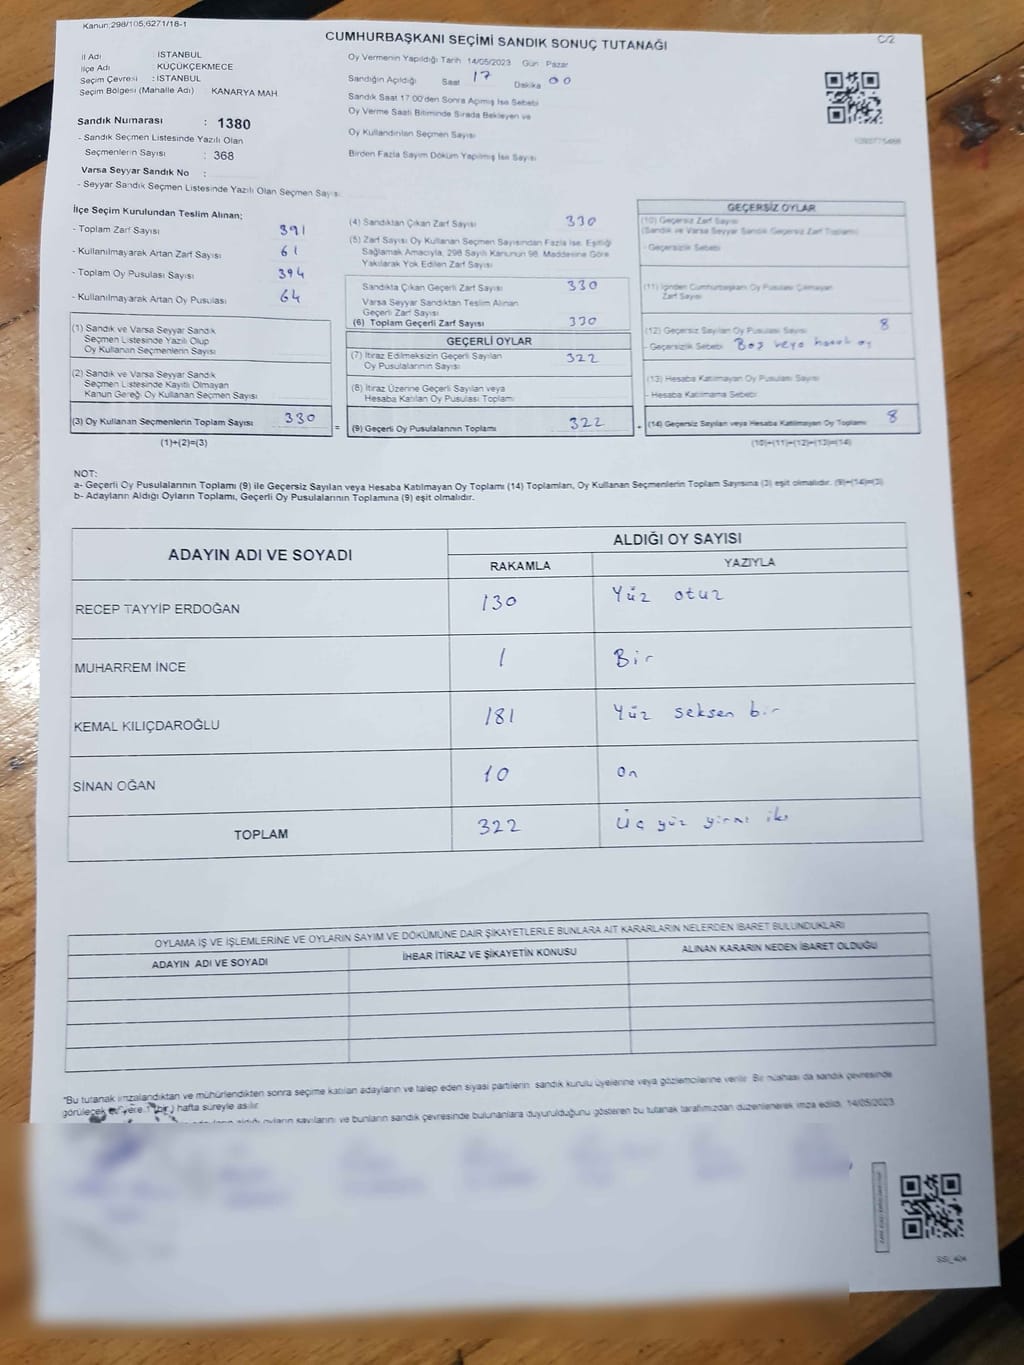 Kanun:298/105,6271/18-1
CUMHURBAŞKANI SEÇİMİ SANDIK SONUÇ TUTANAĞI
C/2
İl Adı : İSTANBUL
İlçe Adı : KÜÇÜKÇEKMECE
Seçim Çevresi : İSTANBUL
Seçim Bölgesi (Mahalle Adı) : KANARYA MAH.
Sandık Numarası : 1380
- Sandık Seçmen Listesinde Yazılı Olan
Seçmenlerin Sayısı : 368
Varsa Seyyar Sandık No :
- Seyyar Sandık Seçmen Listesinde Yazılı Olan Seçmen Sayısı
Oy Vermenin Yapıldığı Tarih 14/05/2023 Gün Pazar
Sandığın Açıldığı Saat 17 Dakika 00
Sandık Saat 17:00'den Sonra Açılmış İse Sebebi
Oy Verme Saati Bitiminde Sırada Bekleyen ve
Oy Kullandırılan Seçmen Sayısı
Birden Fazla Sayım Döküm Yapılmış İse Sayısı
İlçe Seçim Kurulundan Teslim Alınan;
- Toplam Zarf Sayısı 391
- Kullanılmayarak Artan Zarf Sayısı 61
- Toplam Oy Pusulası Sayısı 394
- Kullanılmayarak Artan Oy Pusulası 64
(1) Sandık ve Varsa Seyyar Sandık
Seçmen Listesinde Yazılı Olup
Oy Kullanan Seçmenlerin Sayısı
(2) Sandık ve Varsa Seyyar Sandık
Seçmen Listesinde Kayıtlı Olmayan
Kanun Gereği Oy Kullanan Seçmen Sayısı
(3) Oy Kullanan Seçmenlerin Toplam Sayısı 330 =
(1)+(2)=(3)
(4) Sandıktan Çıkan Zarf Sayısı 330
(5) Zarf Sayısı Oy Kullanan Seçmen Sayısından Fazla İse, Eşitliği
Sağlamak Amacıyla, 298 Sayılı Kanunun 98. Maddesine Göre
Yakılarak Yok Edilen Zarf Sayısı
Sandıkta Çıkan Geçerli Zarf Sayısı 330
Varsa Seyyar Sandıktan Teslim Alınan
Geçerli Zarf Sayısı
(6) Toplam Geçerli Zarf Sayısı 330
GEÇERLİ OYLAR
(7) İtiraz Edilmeksizin Geçerli Sayılan 322
Oy Pusulalarının Sayısı
(8) İtiraz Üzerine Geçerli Sayılan veya
Hesaba Katılan Oy Pusulası Toplamı
(9) Geçerli Oy Pusulalarının Toplamı 322 +
GEÇERSİZ OYLAR
(10) Geçersiz Zarf Sayısı
(Sandık ve Varsa Seyyar Sandık Geçersiz Zarf Toplamı)
- Geçersizlik Sebebi
(11) İçinden Cumhurbaşkanı Oy Pusulası Çıkmayan
Zarf Sayısı
(12) Geçersiz Sayılan Oy Pusulası Sayısı 8
- Geçersizlik Sebebi Boş veya hatalı oy
(13) Hesaba Katılmayan Oy Pusulası Sayısı
- Hesaba Katılmama Sebebi
(14) Geçersiz Sayılan veya Hesaba Katılmayan Oy Toplamı 8
(10)+(11)+(12)+(13)=(14)
NOT:
a- Geçerli Oy Pusulalarının Toplamı (9) ile Geçersiz Sayılan veya Hesaba Katılmayan Oy Toplamı (14) Toplamları, Oy Kullanan Seçmenlerin Toplam Sayısına (3) eşit olmalıdır. (9)+(14)=(3)
b- Adayların Aldığı Oyların Toplamı, Geçerli Oy Pusulalarının Toplamına (9) eşit olmalıdır.
ADAYIN ADI VE SOYADI
ALDIĞI OY SAYISI
RAKAMLA YAZIYLA
RECEP TAYYİP ERDOĞAN 130 Yüz otuz
MUHARREM İNCE 1 Bir
KEMAL KILIÇDAROĞLU 181 Yüz seksen bir
SİNAN OĞAN 10 On
TOPLAM 322 Üç yüz yirmi iki
OYLAMA İŞ VE İŞLEMLERİNE VE OYLARIN SAYIM VE DÖKÜMÜNE DAİR ŞİKAYETLERLE BUNLARA AİT KARARLARIN NELERDEN İBARET BULUNDUKLARI
ADAYIN ADI VE SOYADI İHBAR İTİRAZ VE ŞİKAYETİN KONUSU ALINAN KARARIN NEDEN İBARET OLDUĞU
"Bu tutanak imzalandıktan ve mühürlendikten sonra seçime katılan adayların ve talep eden siyasi partilerin sandık kurulu üyelerine veya gözlemcilerine verilir. Bir nüshası da sandık çevresinde
görülecek bir yere 1 (bir) hafta süreyle asılır.
aldığı oyların sayılarını ve bunların sandık çevresinde bulunanlara duyurulduğunu gösteren bu tutanak tarafımızdan düzenlenerek imza edildi. 14/05/2023